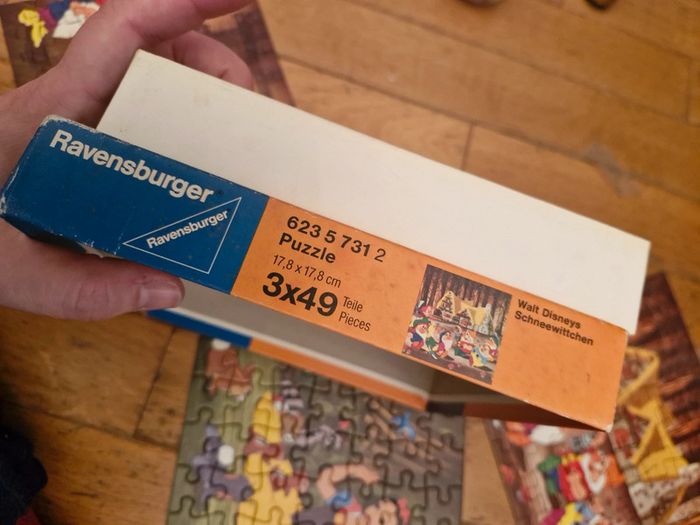 Ravensburger
Ravensburger
623 5 731 2
Puzzle
17,8 x 17,8 cm
3x49 Teile
Pieces
Walt Disneys
Schneewittchen